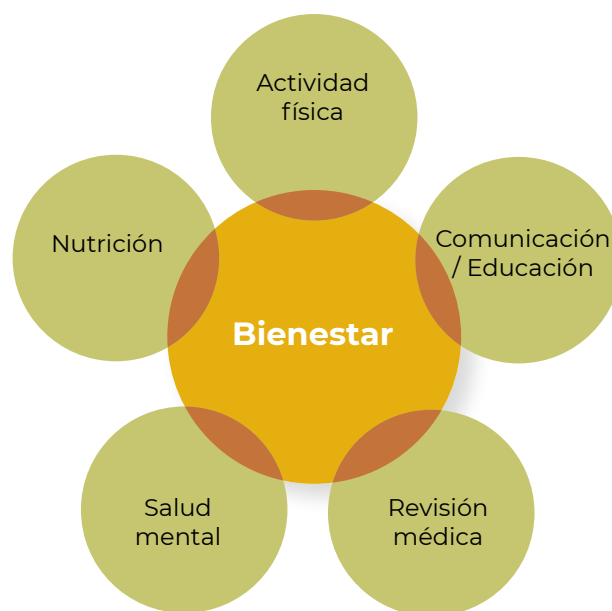 Actividad
física
Nutrición
Comunicación
/ Educación
Bienestar
Salud
mental
Revisión
médica